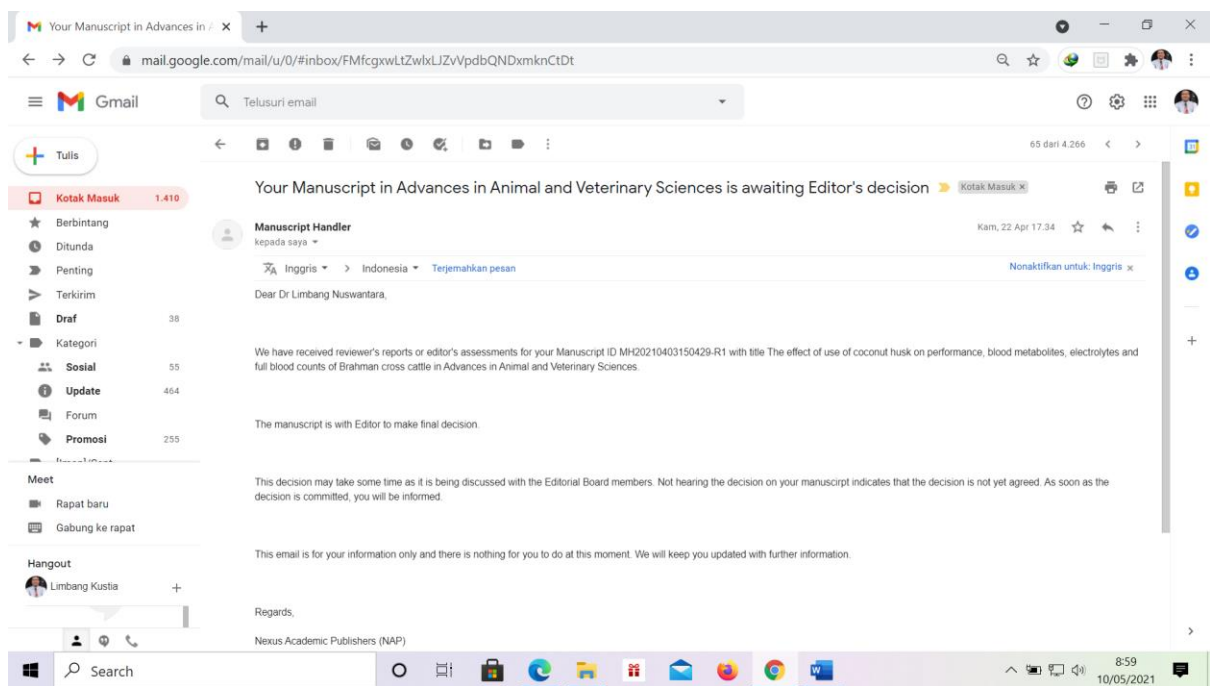 Your Manuscript in Advances in A
mail.google.com/mail/u/0/#inbox/FMfcgxwLtZwlxLJZvVpdbQNDxmknCtDt
Gmail
Telusuri email
Tulis
65 dari 4.266
Kotak Masuk 1.410
Berbintang
Ditunda
Penting
Terkirim
Draf 38
Kategori
Sosial 55
Update 464
Forum
Promosi 255
Meet
Rapat baru
Gabung ke rapat
Hangout
Limbang Kustia
Your Manuscript in Advances in Animal and Veterinary Sciences is awaiting Editor's decision Kotak Masuk ×
Manuscript Handler Kam, 22 Apr 17.34
kepada saya
Inggris > Indonesia Terjemahkan pesan Nonaktifkan untuk: Inggris ×
Dear Dr Limbang Nuswantara,
We have received reviewer's reports or editor's assessments for your Manuscript ID MH20210403150429-R1 with title The effect of use of coconut husk on performance, blood metabolites, electrolytes and
full blood counts of Brahman cross cattle in Advances in Animal and Veterinary Sciences.
The manuscript is with Editor to make final decision.
This decision may take some time as it is being discussed with the Editorial Board members. Not hearing the decision on your manuscirpt indicates that the decision is not yet agreed. As soon as the
decision is committed, you will be informed.
This email is for your information only and there is nothing for you to do at this moment. We will keep you updated with further information.
Regards,
Nexus Academic Publishers (NAP)
Search
8:59
10/05/2021